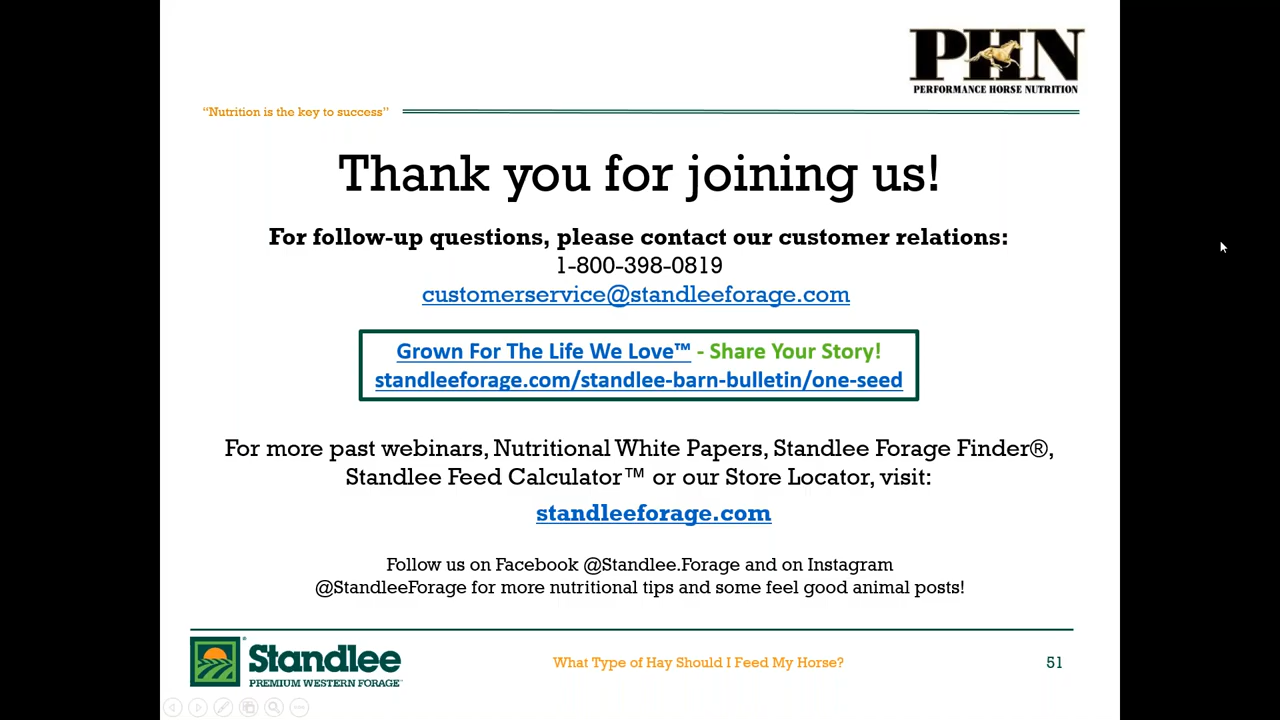 PHN
PERFORMANCE HORSE NUTRITION
“Nutrition is the key to success”
Thank you for joining us!
For follow-up questions, please contact our customer relations:
1-800-398-0819
customerservice@standleeforage.com
Grown For The Life We Love™ - Share Your Story!
standleeforage.com/standlee-barn-bulletin/one-seed
For more past webinars, Nutritional White Papers, Standlee Forage Finder®,
Standlee Feed Calculator™ or our Store Locator, visit:
standleeforage.com
Follow us on Facebook @Standlee.Forage and on Instagram
@StandleeForage for more nutritional tips and some feel good animal posts!
Standlee
PREMIUM WESTERN FORAGE™
What Type of Hay Should I Feed My Horse?
51